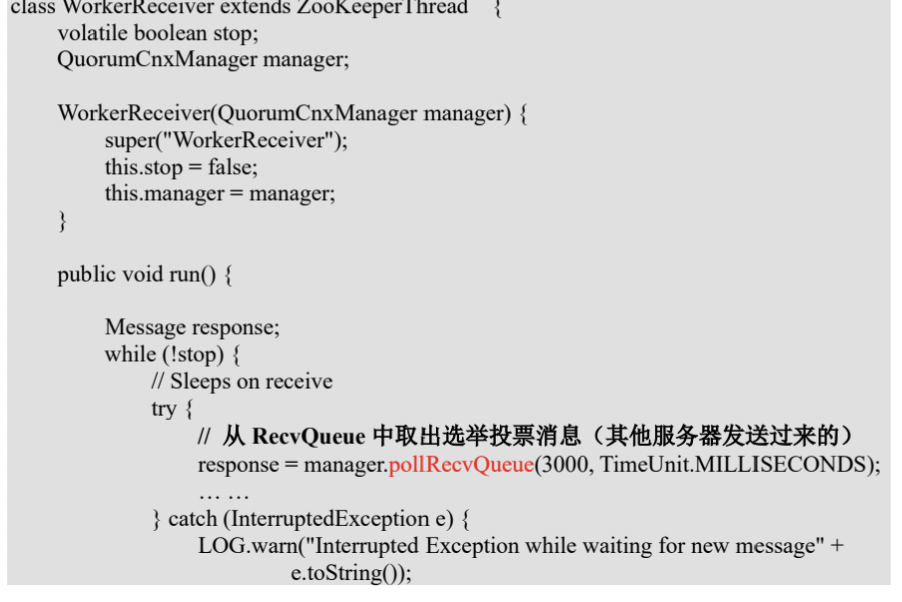 class WorkerReceiver extends ZooKeeperThread {
volatile boolean stop;
QuorumCnxManager manager;
WorkerReceiver(QuorumCnxManager manager) {
super("WorkerReceiver");
this.stop = false;
this.manager = manager;
}
public void run() {
Message response;
while (!stop) {
// Sleeps on receive
try {
// 从 RecvQueue 中取出选举投票消息（其他服务器发送过来的）
response = manager.pollRecvQueue(3000, TimeUnit.MILLISECONDS);
… …
} catch (InterruptedException e) {
LOG.warn("Interrupted Exception while waiting for new message" +
e.toString());